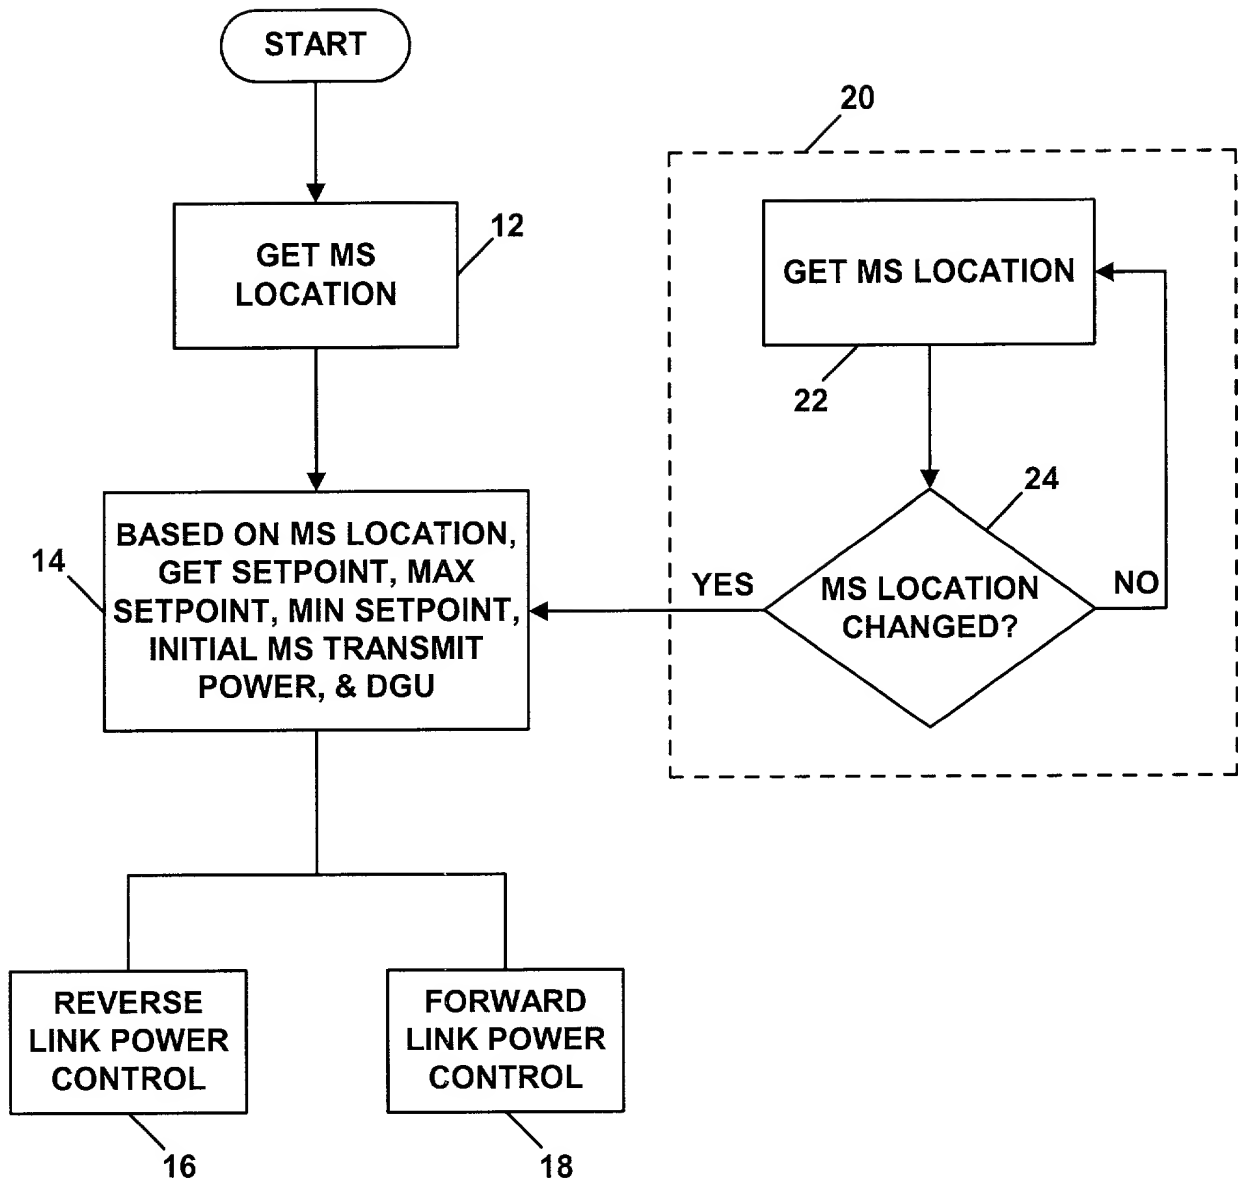 START
20
12
GET MS
LOCATION
GET MS LOCATION
22
24
14
BASED ON MS LOCATION,
GET SETPOINT, MAX
SETPOINT, MIN SETPOINT,
INITIAL MS TRANSMIT
POWER, & DGU
YES
MS LOCATION
CHANGED?
NO
REVERSE
LINK POWER
CONTROL
FORWARD
LINK POWER
CONTROL
16
18